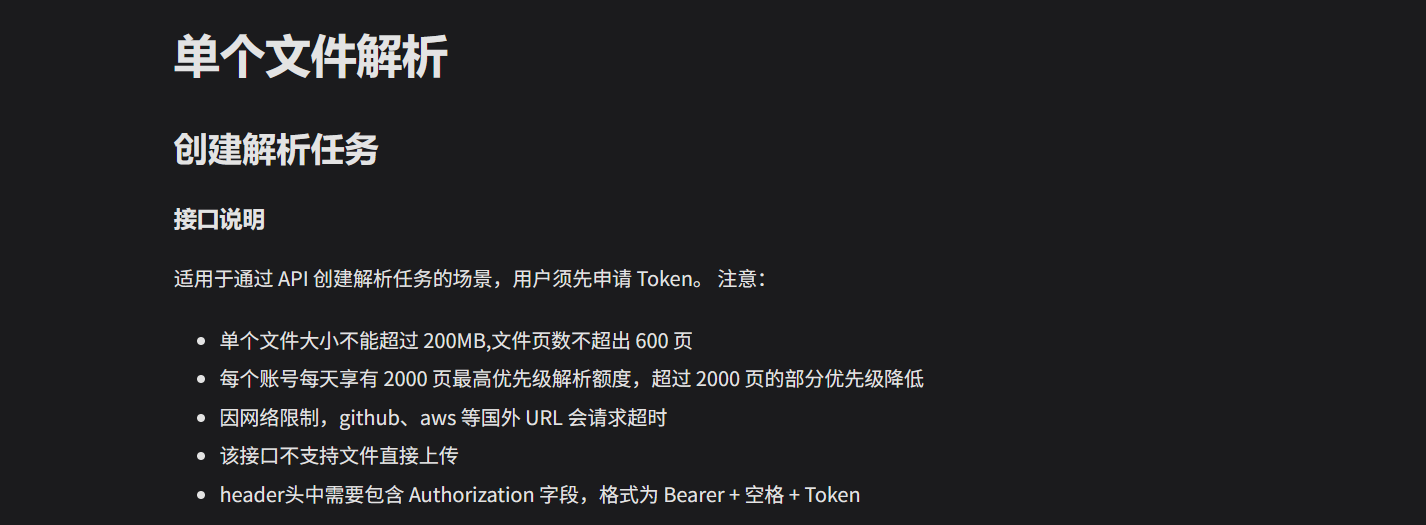 单个文件解析
创建解析任务
接口说明
适用于通过 API 创建解析任务的场景，用户须先申请 Token。 注意：
单个文件大小不能超过 200MB,文件页数不超出 600 页
每个账号每天享有 2000 页最高优先级解析额度，超过 2000 页的部分优先级降低
因网络限制，github、aws 等国外 URL 会请求超时
该接口不支持文件直接上传
header头中需要包含 Authorization 字段，格式为 Bearer + 空格 + Token